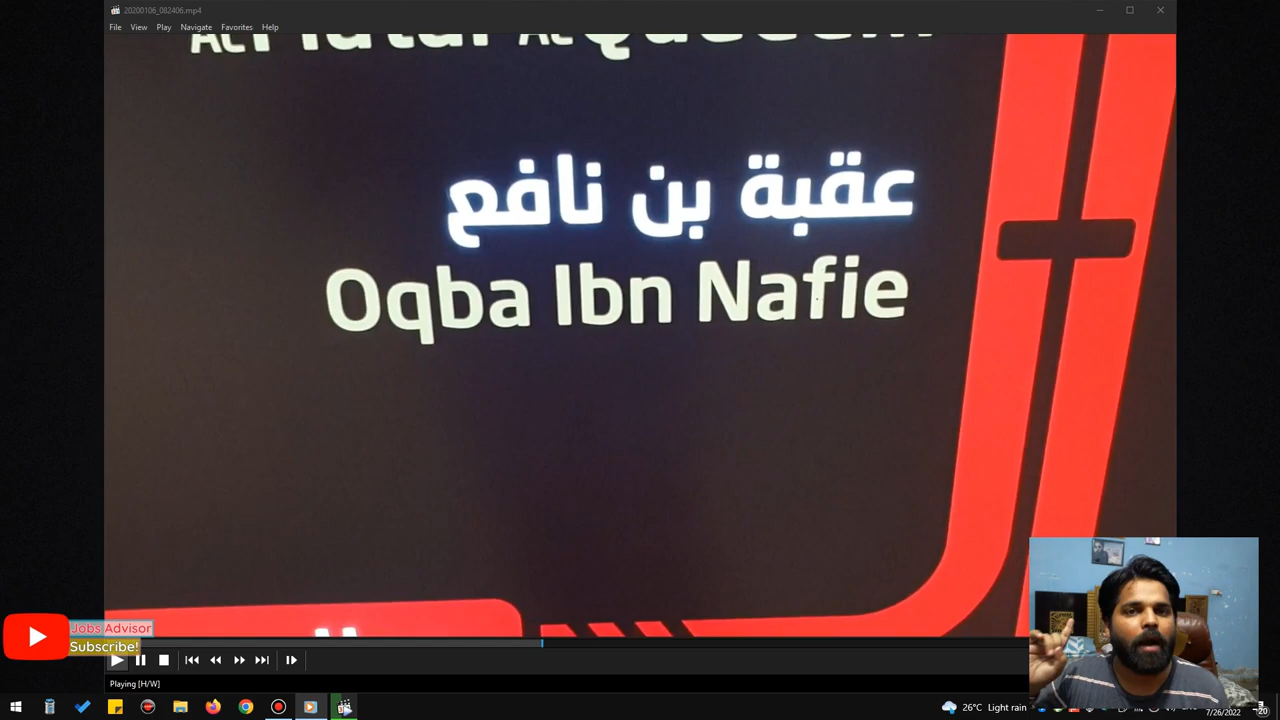 20200106_082406.mp4
File View Play Navigate Favorites Help
عقبة بن نافع
Oqba Ibn Nafie
Jobs Advisor
Subscribe!
Playing [H/W]
26°C Light rain
7/26/2022
20